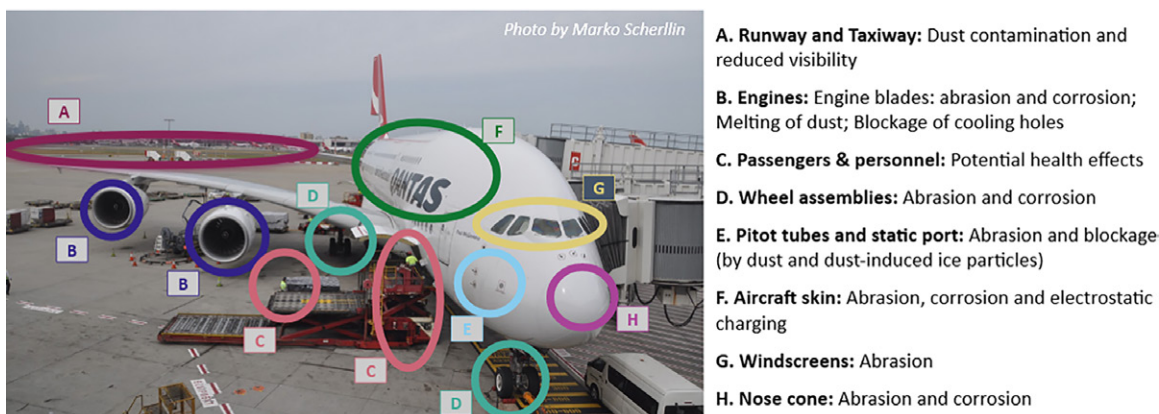 Photo by Marko Scherllin
A
F
D
G
B
B
C
E
H
C
D
QANTAS
A. Runway and Taxiway: Dust contamination and
reduced visibility
B. Engines: Engine blades: abrasion and corrosion;
Melting of dust; Blockage of cooling holes
C. Passengers & personnel: Potential health effects
D. Wheel assemblies: Abrasion and corrosion
E. Pitot tubes and static port: Abrasion and blockage
(by dust and dust-induced ice particles)
F. Aircraft skin: Abrasion, corrosion and electrostatic
charging
G. Windscreens: Abrasion
H. Nose cone: Abrasion and corrosion